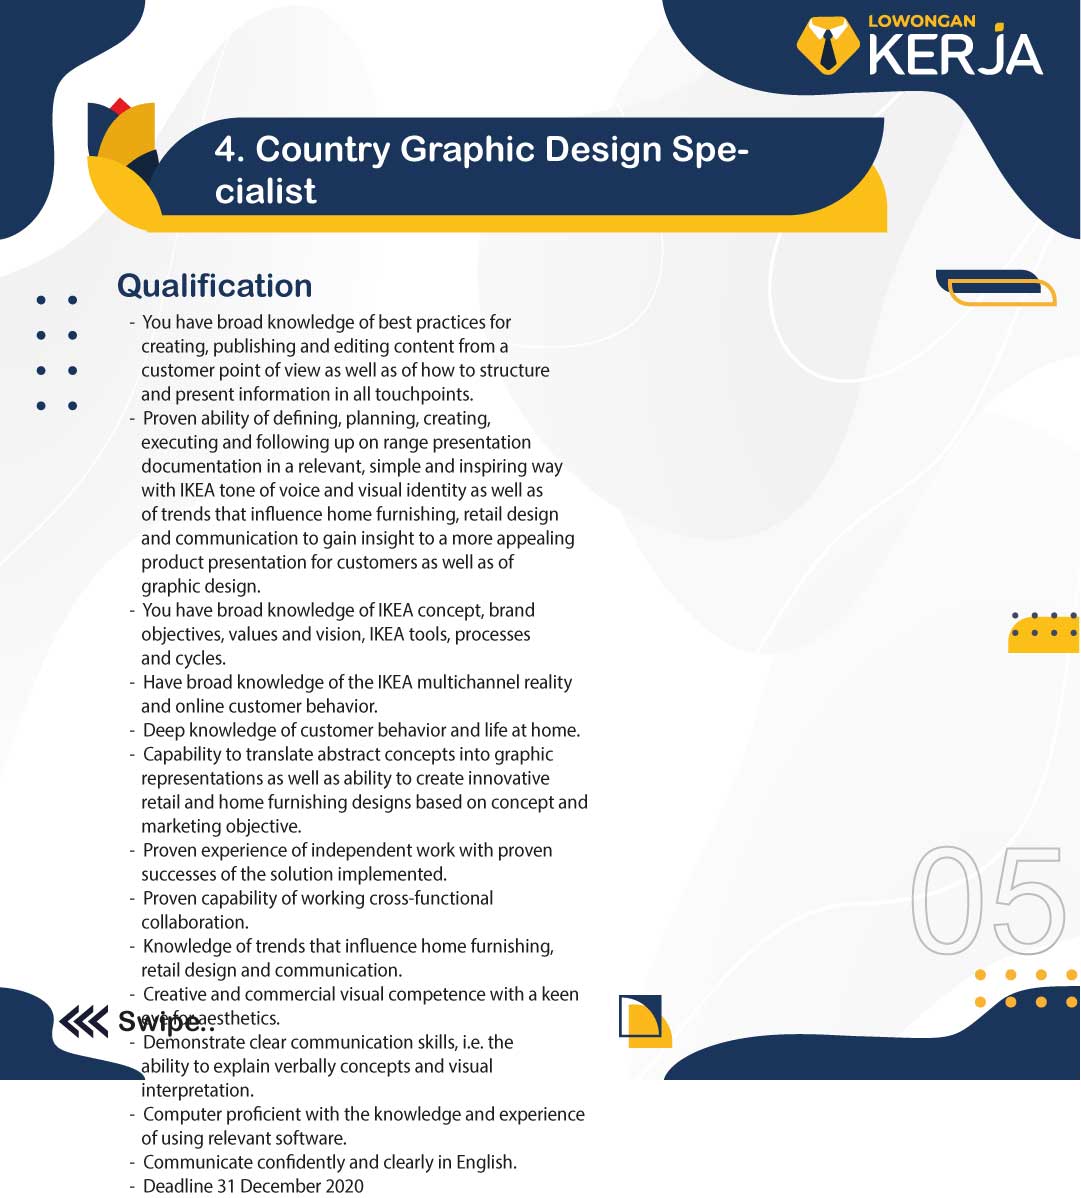 LOWONGAN
KERJA
4. Country Graphic Design Spe-
cialist
Qualification
- You have broad knowledge of best practices for
creating, publishing and editing content from a
customer point of view as well as of how to structure
and present information in all touchpoints.
- Proven ability of defining, planning, creating,
executing and following up on range presentation
documentation in a relevant, simple and inspiring way
with IKEA tone of voice and visual identity as well as
of trends that influence home furnishing, retail design
and communication to gain insight to a more appealing
product presentation for customers as well as of
graphic design.
- You have broad knowledge of IKEA concept, brand
objectives, values and vision, IKEA tools, processes
and cycles.
- Have broad knowledge of the IKEA multichannel reality
and online customer behavior.
- Deep knowledge of customer behavior and life at home.
- Capability to translate abstract concepts into graphic
representations as well as ability to create innovative
retail and home furnishing designs based on concept and
marketing objective.
- Proven experience of independent work with proven
successes of the solution implemented.
- Proven capability of working cross-functional
collaboration.
- Knowledge of trends that influence home furnishing,
retail design and communication.
- Creative and commercial visual competence with a keen
eye for aesthetics.
Swipe..
- Demonstrate clear communication skills, i.e. the
ability to explain verbally concepts and visual
interpretation.
- Computer proficient with the knowledge and experience
of using relevant software.
- Communicate confidently and clearly in English.
- Deadline 31 December 2020
05